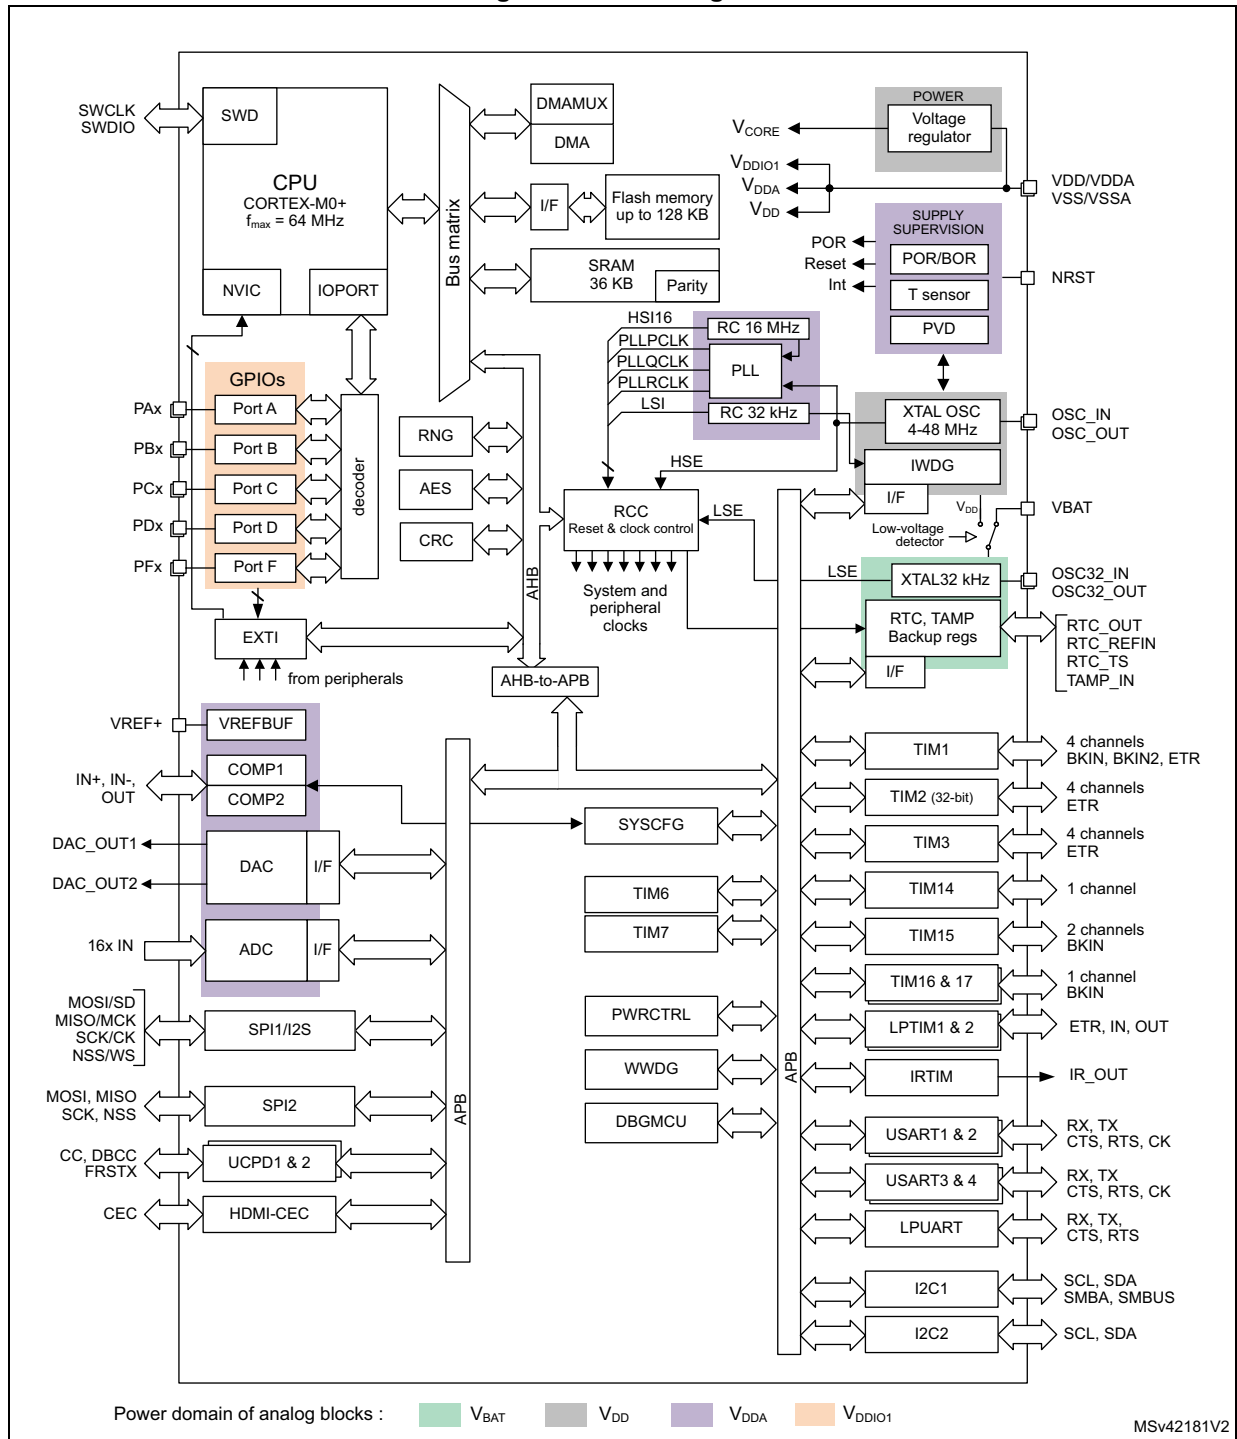 SWCLK
SWDIO
SWD
CPU
CORTEX-M0+
fmax = 64 MHz
NVIC
IOPORT
Bus matrix
DMAMUX
DMA
I/F
Flash memory
up to 128 KB
SRAM
36 KB
Parity
POWER
Voltage
regulator
VCORE
VDDIO1
VDDA
VDD
VDD/VDDA
VSS/VSSA
SUPPLY
SUPERVISION
POR
Reset
Int
POR/BOR
T sensor
PVD
NRST
HSI16
PLLPCLK
PLLQCLK
PLLRCLK
LSI
RC 16 MHz
PLL
RC 32 kHz
GPIOs
PAx
Port A
PBx
Port B
PCx
Port C
PDx
Port D
PFx
Port F
decoder
RNG
AES
CRC
AHB
HSE
XTAL OSC
4-48 MHz
OSC_IN
OSC_OUT
IWDG
I/F
RCC
Reset & clock control
LSE
System and
peripheral
clocks
VDD
Low-voltage
detector
VBAT
LSE
XTAL32 kHz
OSC32_IN
OSC32_OUT
RTC, TAMP
Backup regs
I/F
RTC_OUT
RTC_REFIN
RTC_TS
TAMP_IN
EXTI
from peripherals
AHB-to-APB
VREF+
VREFBUF
IN+, IN-,
OUT
COMP1
COMP2
DAC_OUT1
DAC_OUT2
DAC
I/F
16x IN
ADC
I/F
MOSI/SD
MISO/MCK
SCK/CK
NSS/WS
SPI1/I2S
MOSI, MISO
SCK, NSS
SPI2
CC, DBCC
FRSTX
UCPD1 & 2
CEC
HDMI-CEC
APB
SYSCFG
TIM6
TIM7
PWRCTRL
WWDG
DBGMCU
APB
TIM1
4 channels
BKIN, BKIN2, ETR
TIM2 (32-bit)
4 channels
ETR
TIM3
4 channels
ETR
TIM14
1 channel
TIM15
2 channels
BKIN
TIM16 & 17
1 channel
BKIN
LPTIM1 & 2
ETR, IN, OUT
IRTIM
IR_OUT
USART1 & 2
RX, TX
CTS, RTS, CK
USART3 & 4
RX, TX
CTS, RTS, CK
LPUART
RX, TX,
CTS, RTS
I2C1
SCL, SDA
SMBA, SMBUS
I2C2
SCL, SDA
Power domain of analog blocks :
VBAT
VDD
VDDA
VDDIO1
MSv42181V2